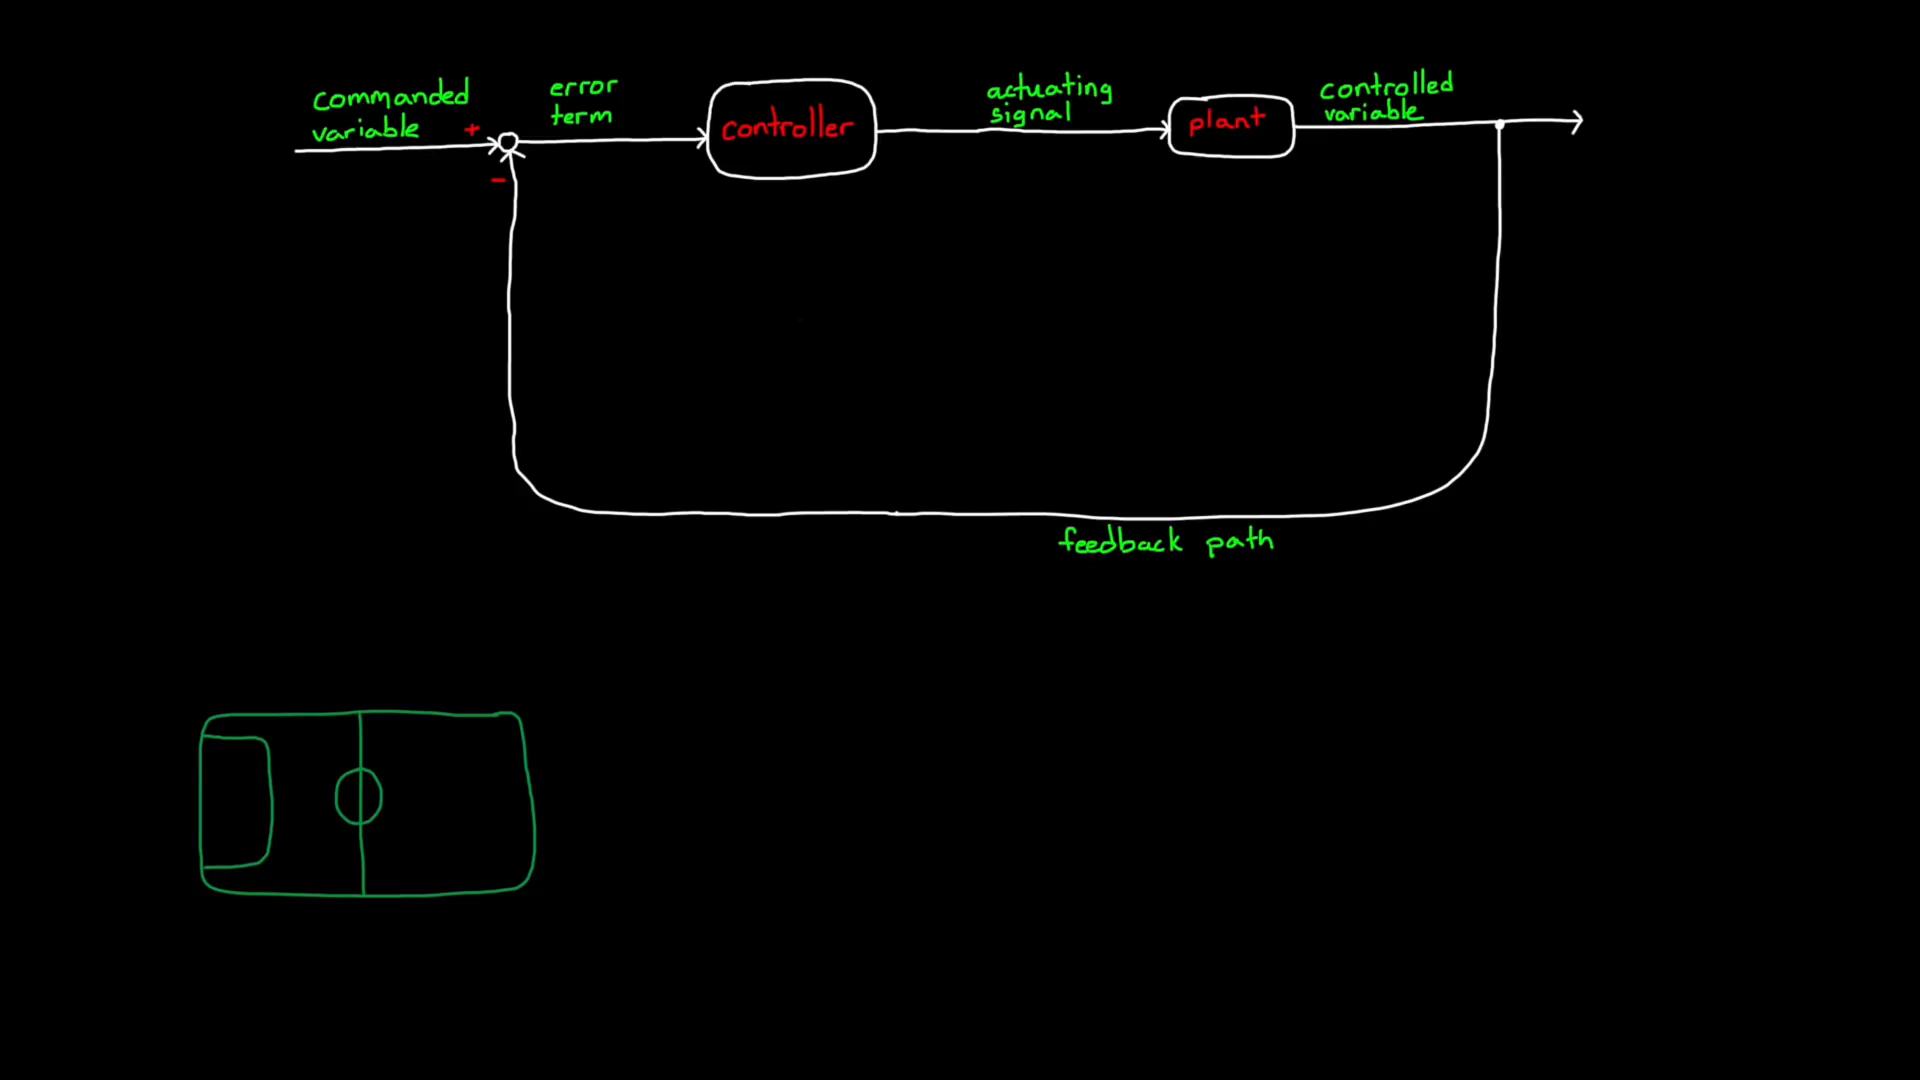 commanded
variable
+
-
error
term
controller
actuating
signal
plant
controlled
variable
feedback path